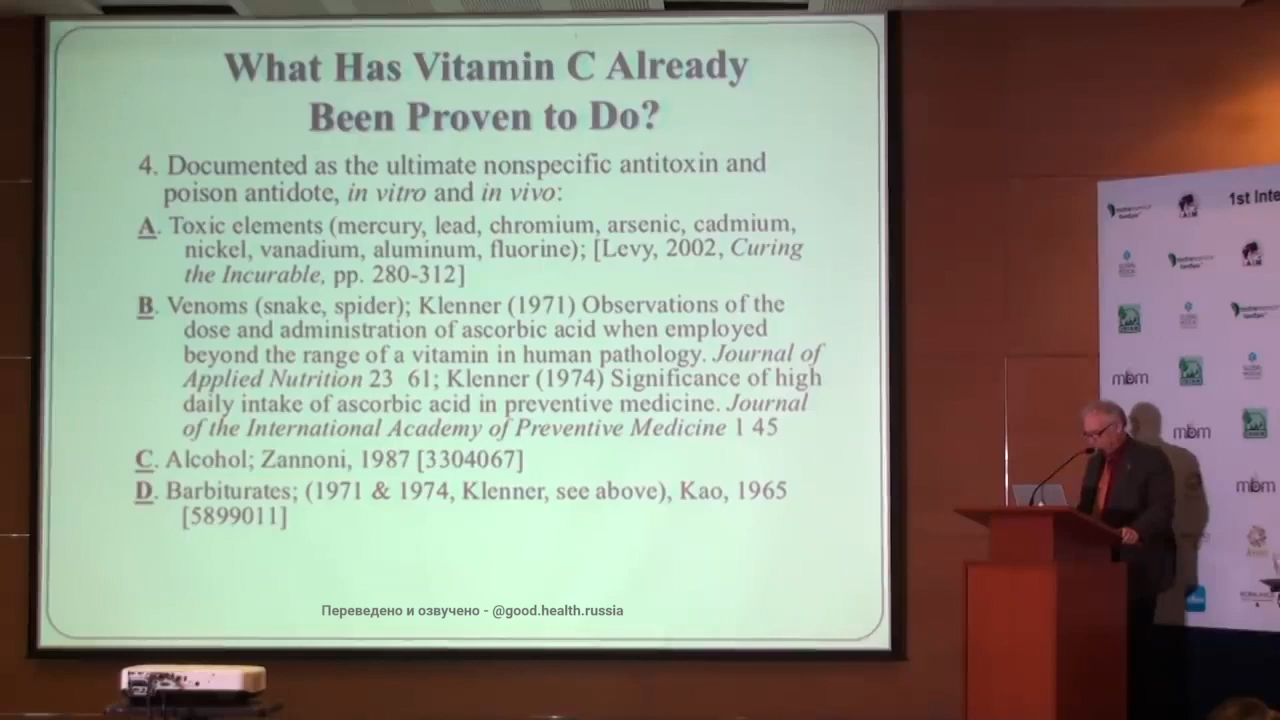 What Has Vitamin C Already
Been Proven to Do?
4. Documented as the ultimate nonspecific antitoxin and
poison antidote, in vitro and in vivo:
A. Toxic elements (mercury, lead, chromium, arsenic, cadmium,
nickel, vanadium, aluminum, fluorine); [Levy, 2002, Curing
the Incurable, pp. 280-312]
B. Venoms (snake, spider); Klenner (1971) Observations of the
dose and administration of ascorbic acid when employed
beyond the range of a vitamin in human pathology. Journal of
Applied Nutrition 23 61; Klenner (1974) Significance of high
daily intake of ascorbic acid in preventive medicine. Journal
of the International Academy of Preventive Medicine 1 45
C. Alcohol; Zannoni, 1987 [3304067]
D. Barbiturates; (1971 & 1974, Klenner, see above), Kao, 1965
[5899011]
Переведено и озвучено - @good.health.russia
1st Inte
mbm
mbm
mbm